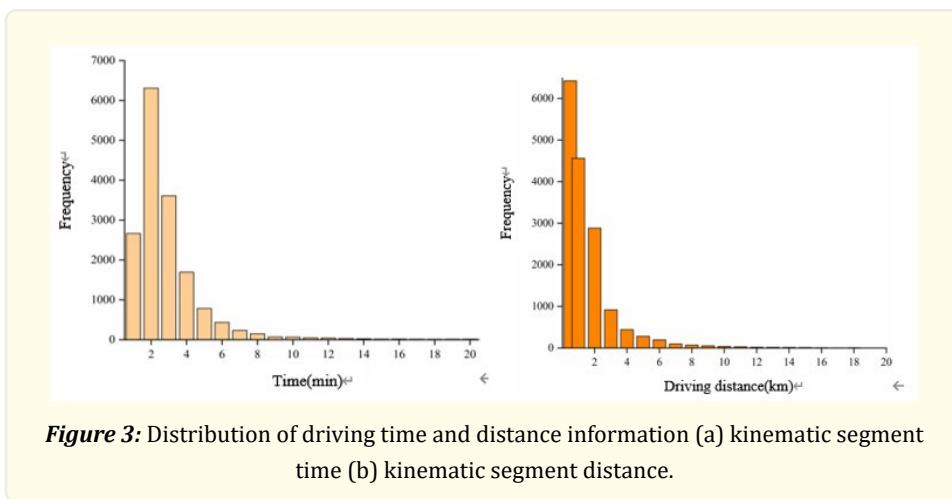 7000
6000
5000
4000
3000
2000
1000
0
Frequency↵
2 4 6 8 10 12 14 16 18 20
Time(min)↵
←
6000
5000
4000
3000
2000
1000
0
Frequency↵
2 4 6 8 10 12 14 16 18 20
Driving distance(km)↵
←
Figure 3: Distribution of driving time and distance information (a) kinematic segment
time (b) kinematic segment distance.